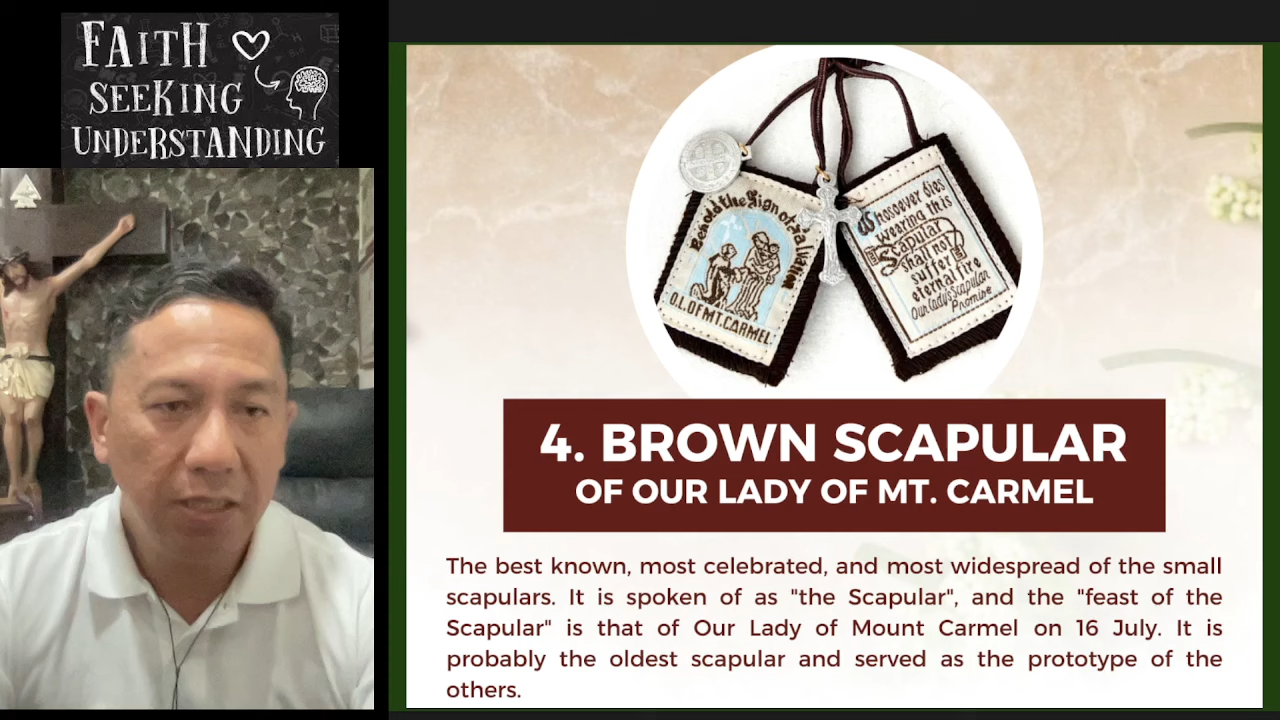 FAITH
SEEKING
UNDERSTANDING
Behold the Sign of Salvation
O.L.OF MT.CARMEL
Whosoever dies
wearing this
Scapular
shall not
suffer
eternal fire
Our Lady's Scapular
Promise
4. BROWN SCAPULAR
OF OUR LADY OF MT. CARMEL
The best known, most celebrated, and most widespread of the small
scapulars. It is spoken of as "the Scapular", and the "feast of the
Scapular" is that of Our Lady of Mount Carmel on 16 July. It is
probably the oldest scapular and served as the prototype of the
others.